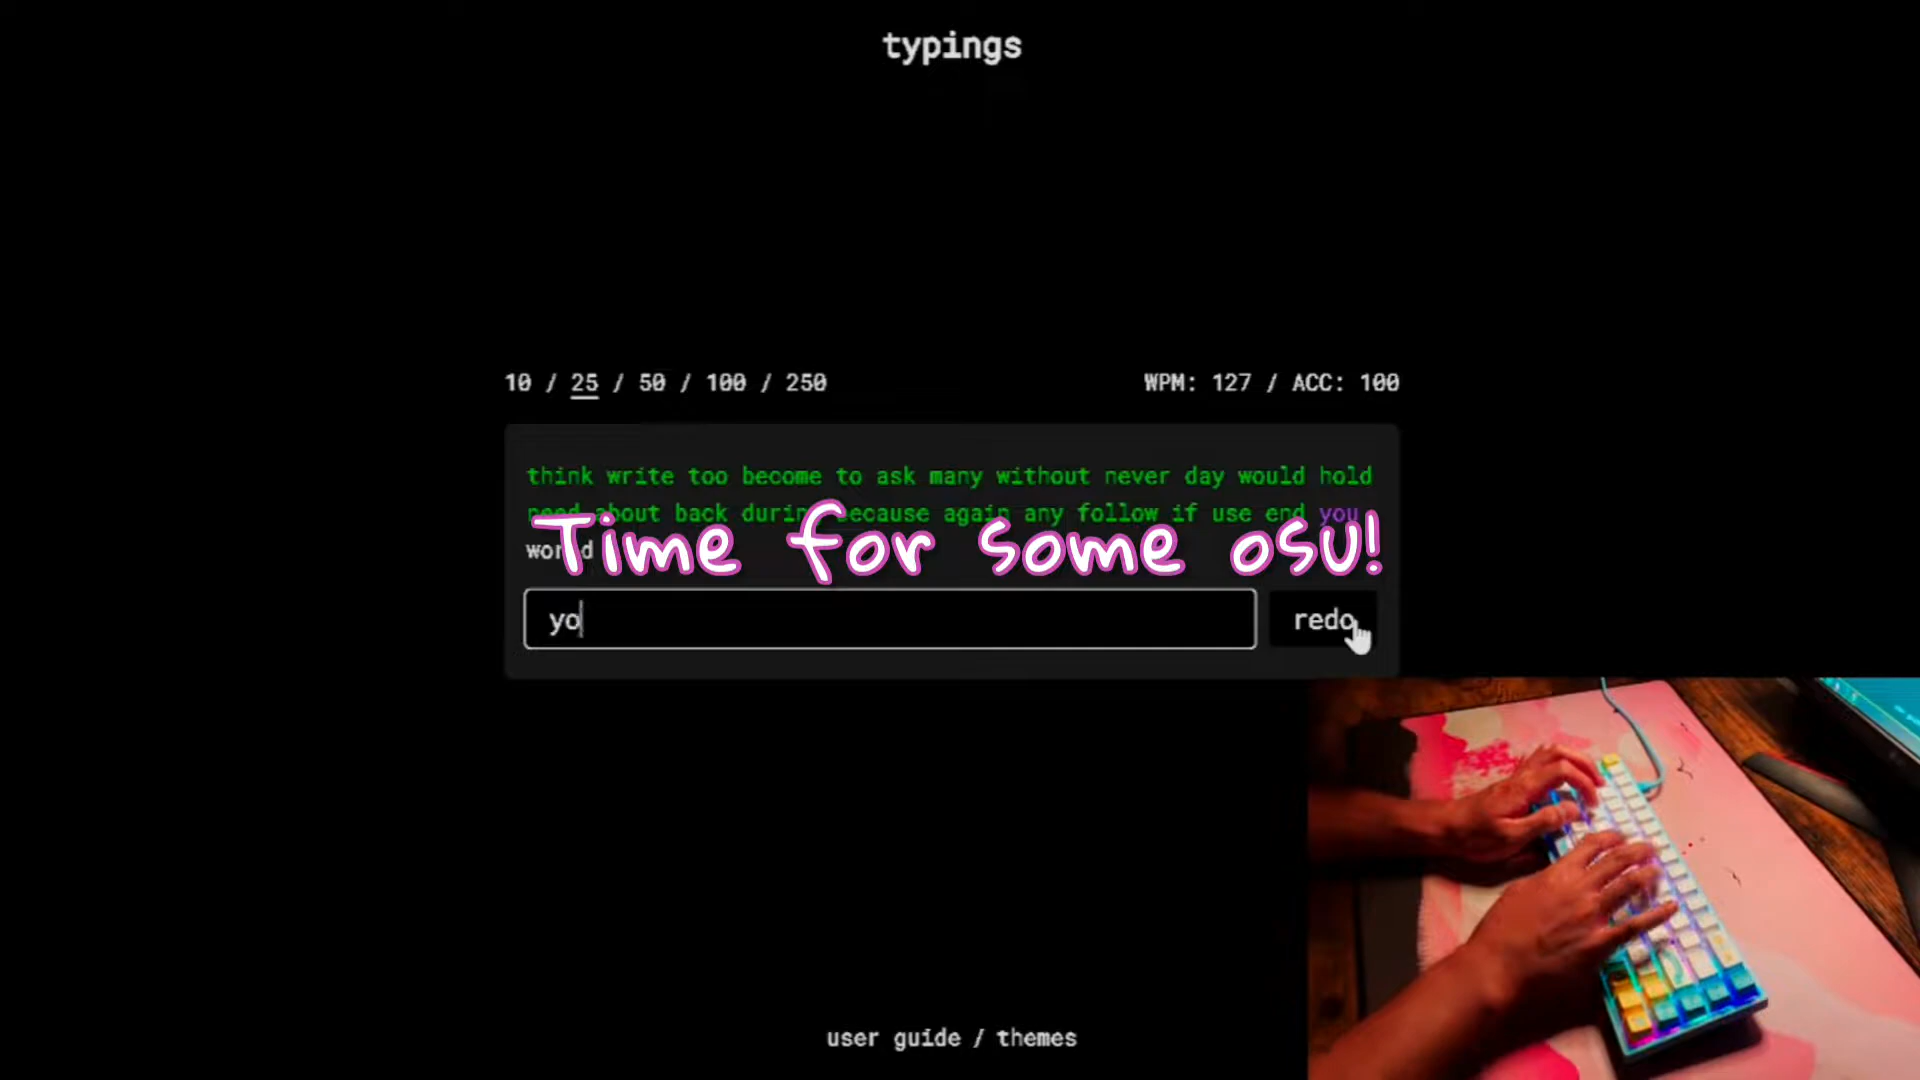 typings
10 / 25 / 50 / 100 / 250
WPM: 127 / ACC: 100
think write too become to ask many without never day would hold
need about back during because again any follow if use end you
world
Time for some osu!
yo
redo
user guide / themes